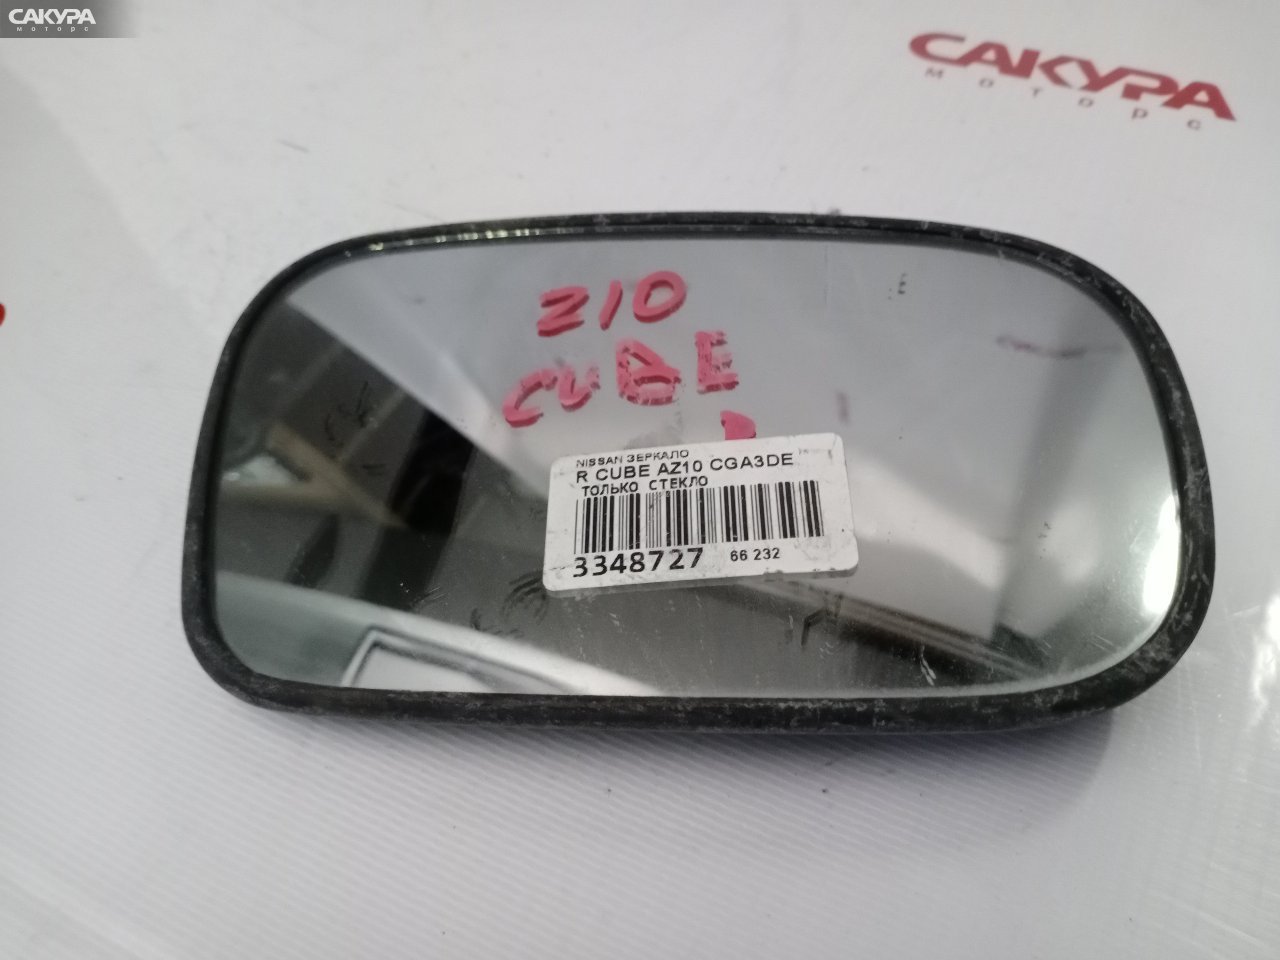 САКУРА
моторс
САКУРА
моторс
Z10
CUBE
NISSAN ЗЕРКАЛО
R CUBE AZ10 CGA3DE
ТОЛЬКО СТЕКЛО
3348727 66 232